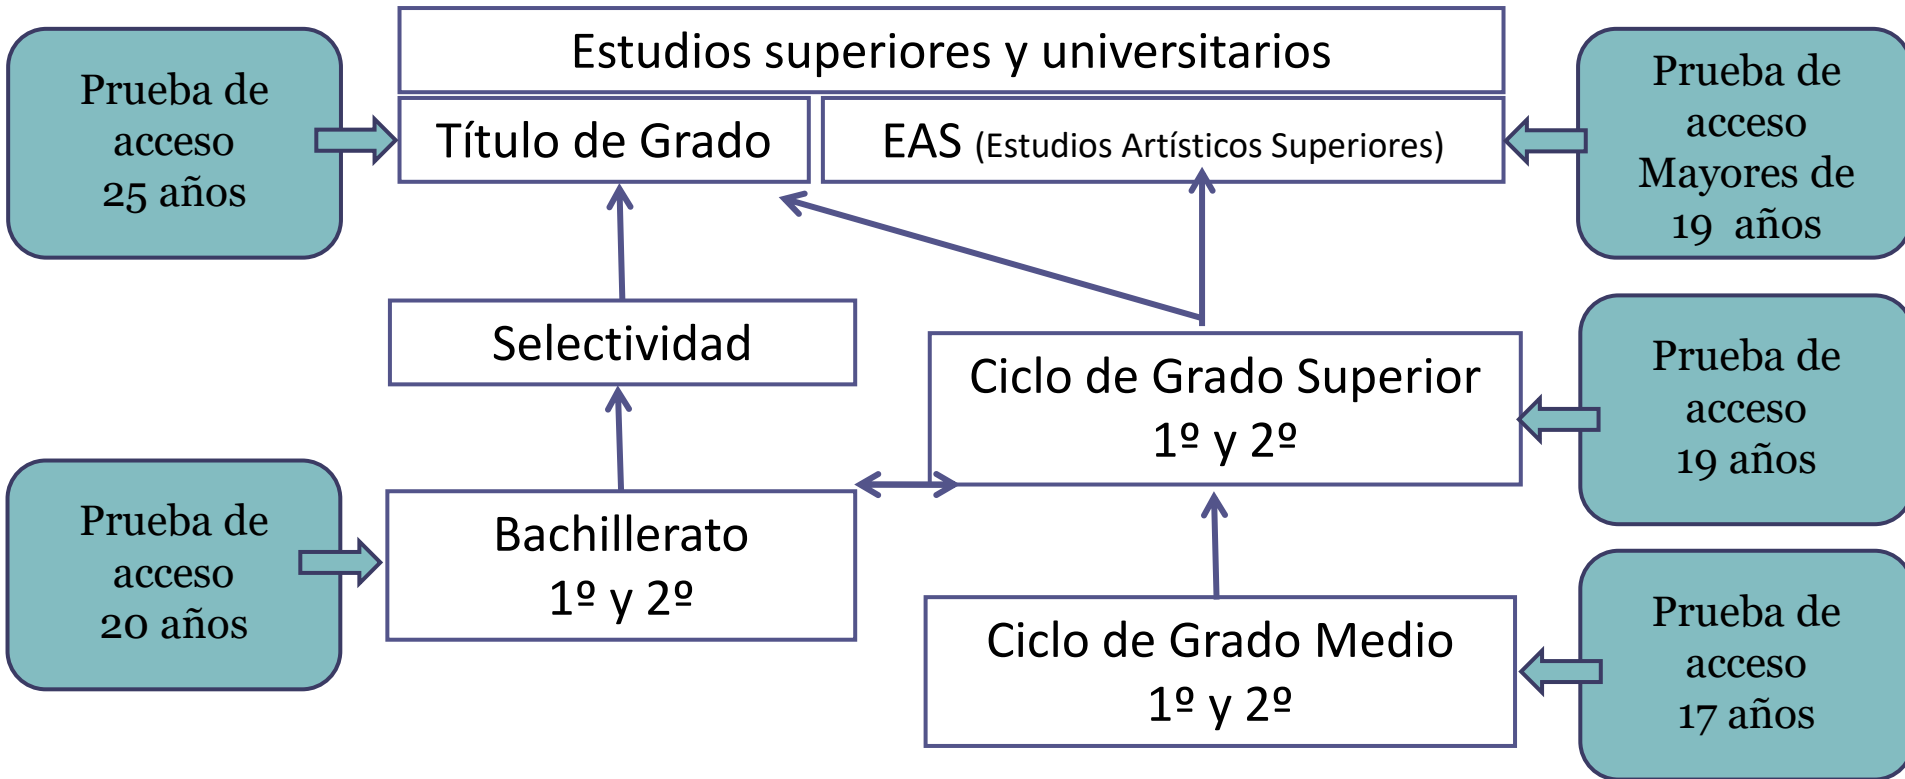 Estudios superiores y universitarios
Prueba de
acceso
25 años
Título de Grado
EAS (Estudios Artísticos Superiores)
Prueba de
acceso
Mayores de
19 años
Selectividad
Ciclo de Grado Superior
1º y 2º
Prueba de
acceso
19 años
Prueba de
acceso
20 años
Bachillerato
1º y 2º
Ciclo de Grado Medio
1º y 2º
Prueba de
acceso
17 años